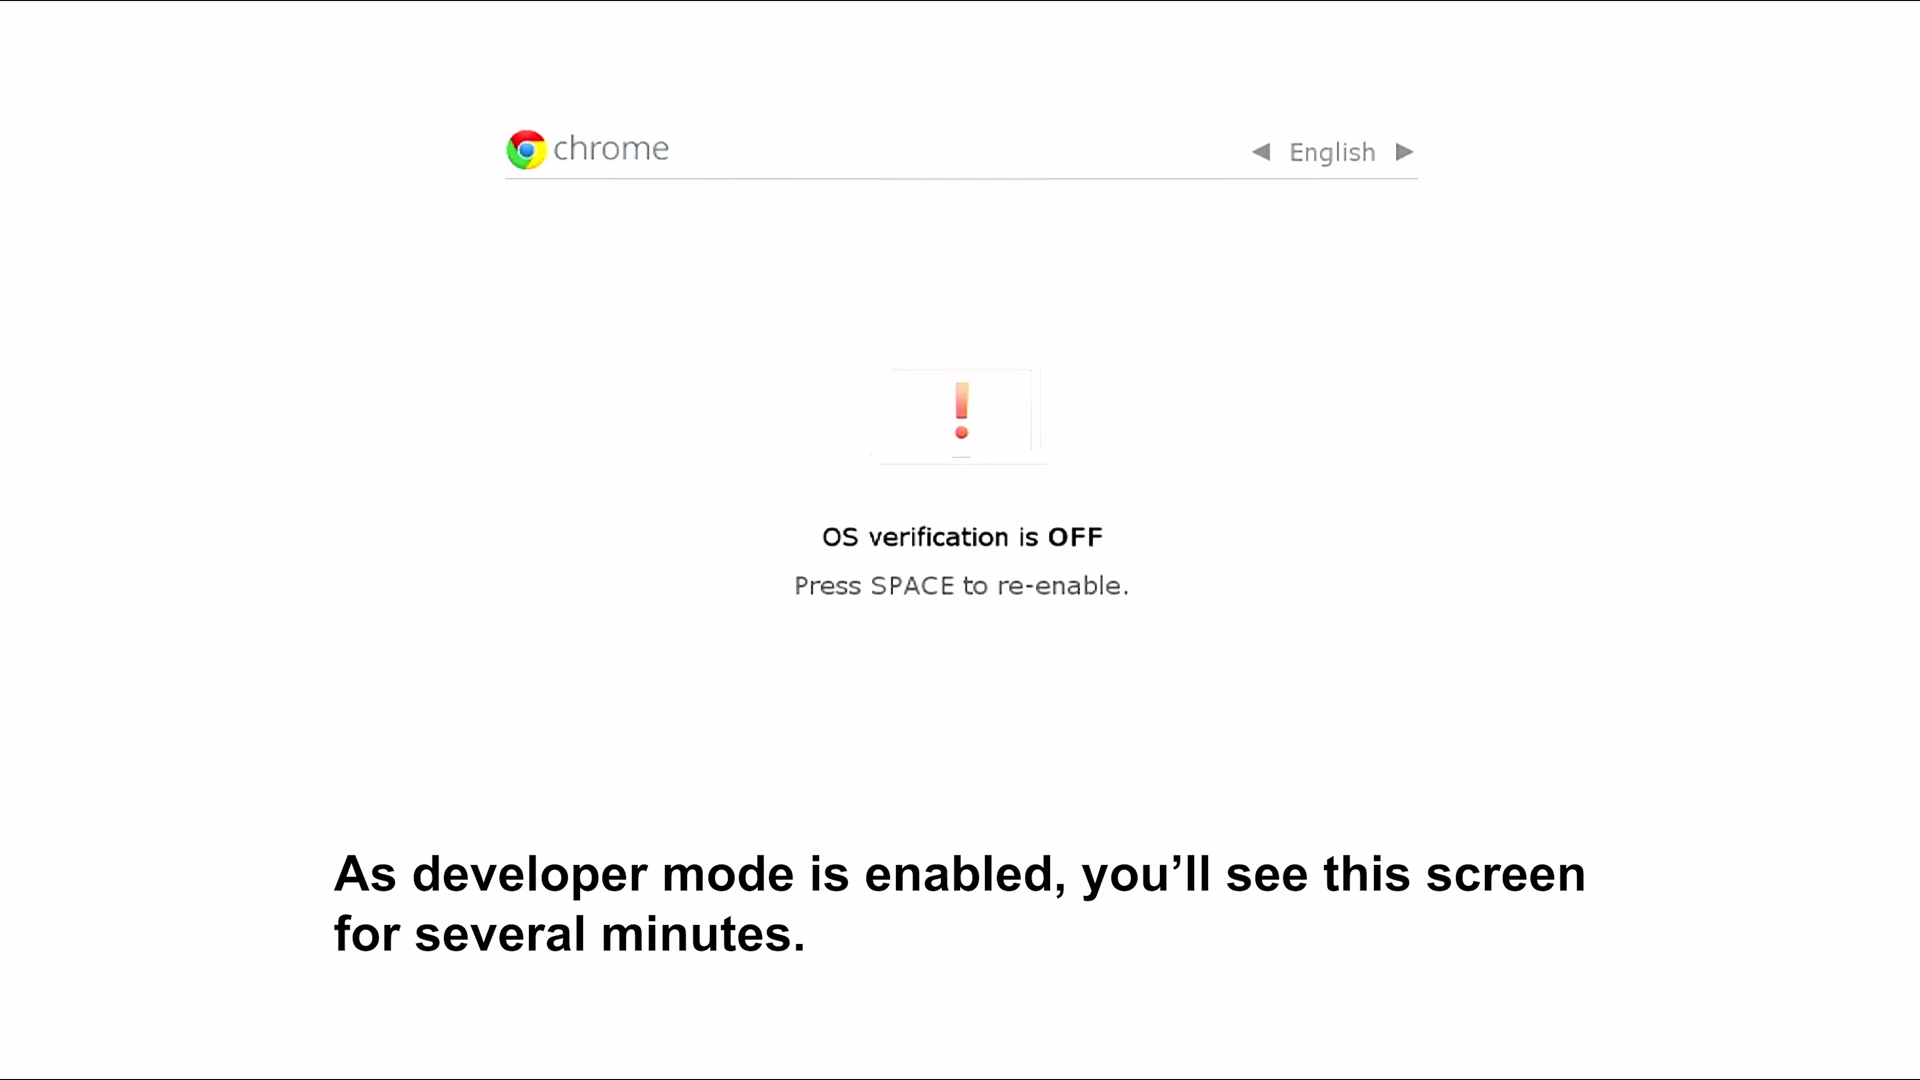 chrome
◀ English ▶
OS verification is OFF
Press SPACE to re-enable.
As developer mode is enabled, you’ll see this screen
for several minutes.